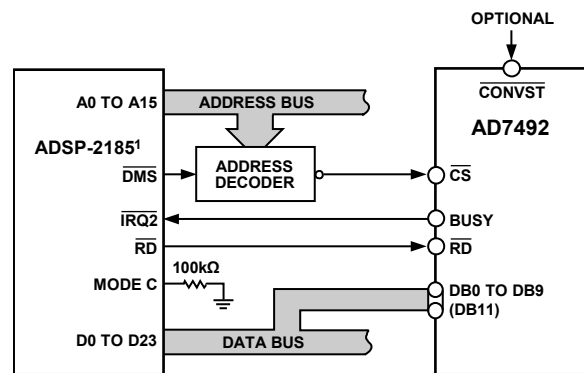 OPTIONAL
CONVST
A0 TO A15
ADDRESS BUS
AD7492
ADSP-2185¹
DMS
ADDRESS
DECODER
CS
IRQ2
BUSY
RD
RD
MODE C
100kΩ
DB0 TO DB9
(DB11)
D0 TO D23
DATA BUS